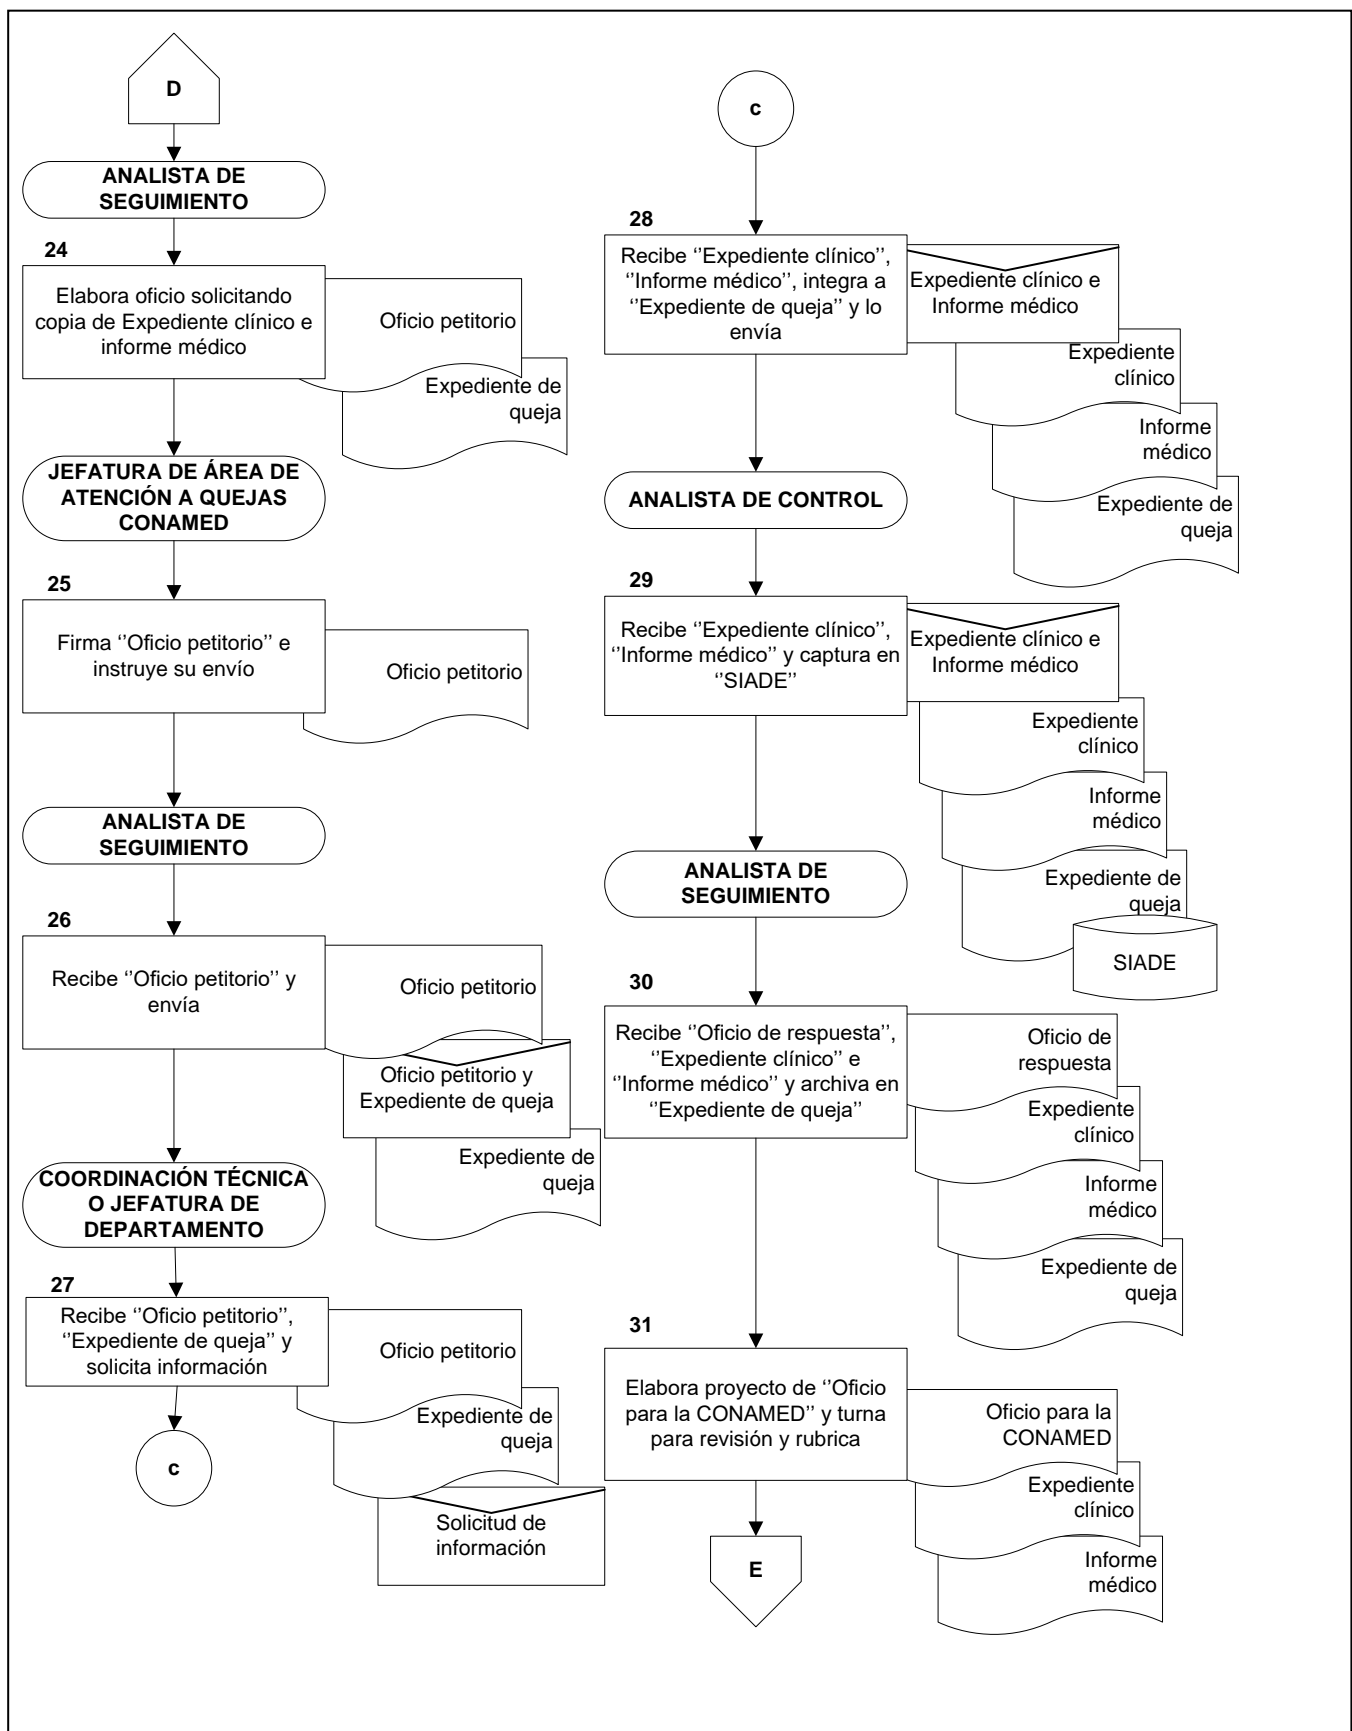 D
ANALISTA DE
SEGUIMIENTO
24
Elabora oficio solicitando
copia de Expediente clínico e
informe médico
Oficio petitorio
Expediente de
queja
JEFATURA DE ÁREA DE
ATENCIÓN A QUEJAS
CONAMED
25
Firma ‘’Oficio petitorio’’ e
instruye su envío
Oficio petitorio
ANALISTA DE
SEGUIMIENTO
26
Recibe ‘’Oficio petitorio’’ y
envía
Oficio petitorio
Oficio petitorio y
Expediente de queja
Expediente de
queja
COORDINACIÓN TÉCNICA
O JEFATURA DE
DEPARTAMENTO
27
Recibe ‘’Oficio petitorio’’,
‘’Expediente de queja’’ y
solicita información
Oficio petitorio
Expediente de
queja
Solicitud de
información
c
c
28
Recibe ‘’Expediente clínico’’,
‘’Informe médico’’, integra a
‘’Expediente de queja’’ y lo
envía
Expediente clínico e
Informe médico
Expediente
clínico
Informe
médico
Expediente de
queja
ANALISTA DE CONTROL
29
Recibe ‘’Expediente clínico’’,
‘’Informe médico’’ y captura en
‘’SIADE’’
Expediente clínico e
Informe médico
Expediente
clínico
Informe
médico
Expediente de
queja
SIADE
ANALISTA DE
SEGUIMIENTO
30
Recibe ‘’Oficio de respuesta’’,
‘’Expediente clínico’’ e
‘’Informe médico’’ y archiva en
‘’Expediente de queja’’
Oficio de
respuesta
Expediente
clínico
Informe
médico
Expediente de
queja
31
Elabora proyecto de ‘’Oficio
para la CONAMED’’ y turna
para revisión y rubrica
Oficio para la
CONAMED
Expediente
clínico
Informe
médico
E